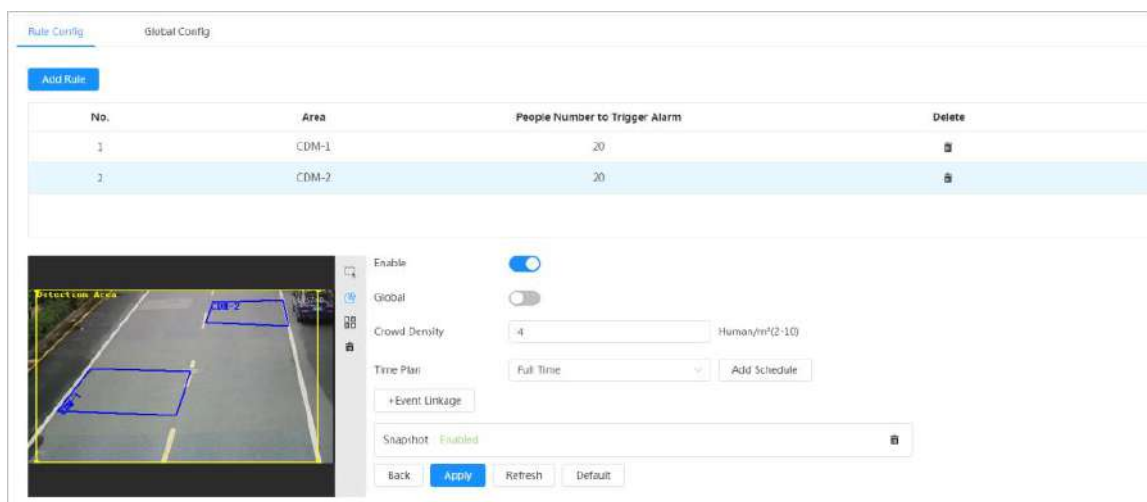 Rule Config Global Config
Add Rule
No. Area People Number to Trigger Alarm Delete
1 CDM-1 20
2 CDM-2 20
Enable
Detection Area
CDM-2
Global
Crowd Density 4 Human/m²(2-10)
Time Plan Full Time Add Schedule
CDM-1
+Event Linkage
Snapshot Enabled
Back Apply Refresh Default